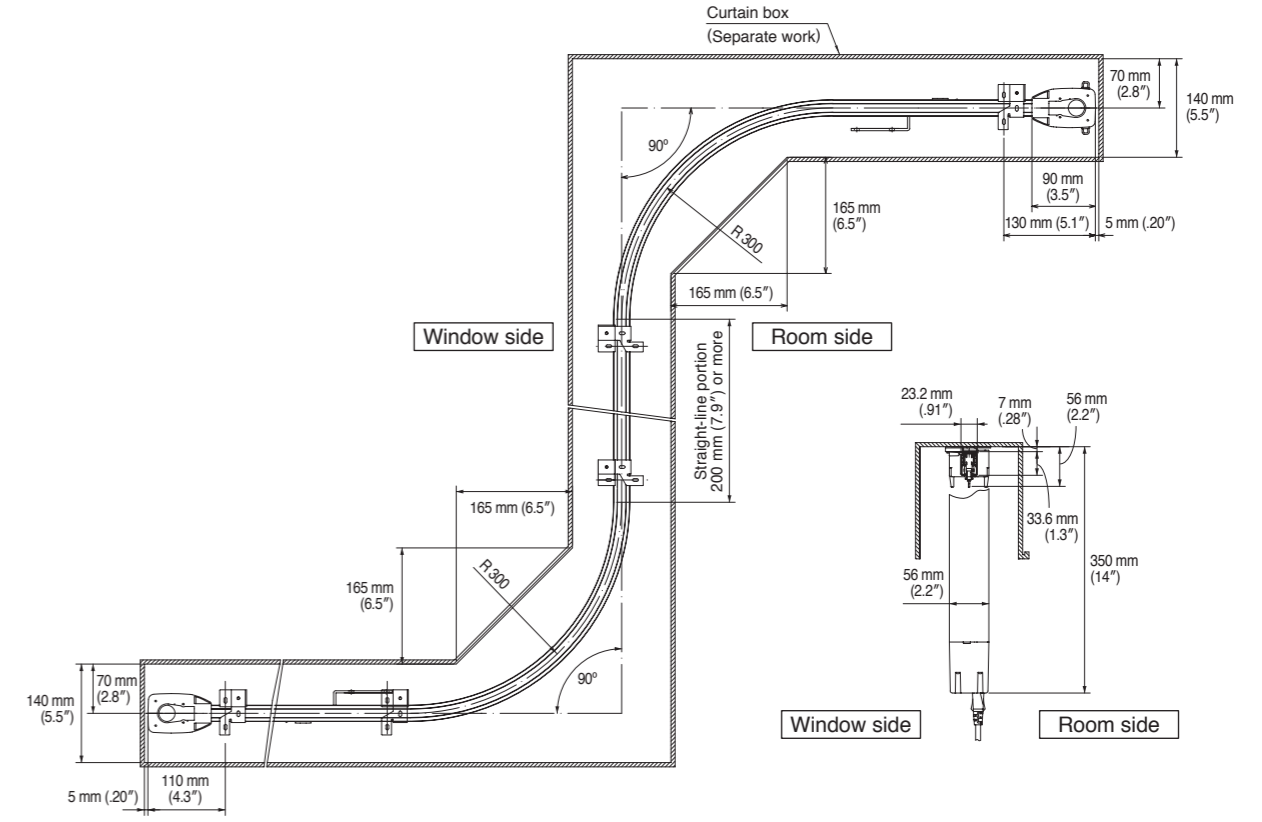 Curtain box
(Separate work)
70 mm
(2.8″)
140 mm
(5.5″)
90º
90 mm
(3.5″)
165 mm
(6.5″)
130 mm (5.1″)
5 mm (.20″)
R 300
165 mm (6.5″)
Window side
Room side
Straight-line portion
200 mm (7.9″) or more
23.2 mm
(.91″)
7 mm
(.28″)
56 mm
(2.2″)
165 mm (6.5″)
33.6 mm
(1.3″)
350 mm
(14″)
56 mm
(2.2″)
R 300
165 mm
(6.5″)
90º
70 mm
(2.8″)
140 mm
(5.5″)
Window side
Room side
110 mm
(4.3″)
5 mm (.20″)